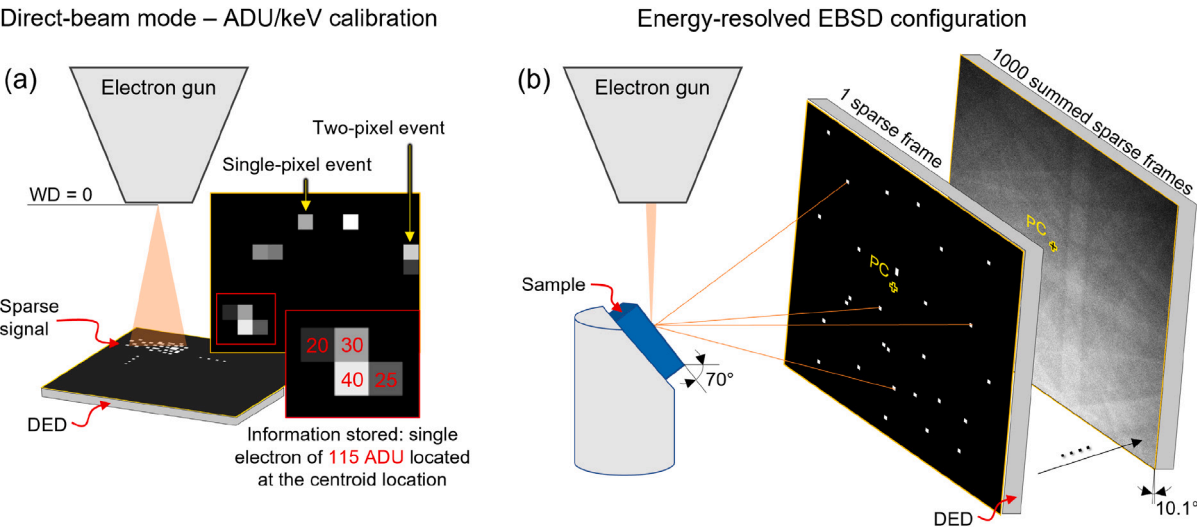 Direct-beam mode – ADU/keV calibration
(a)
Electron gun
Two-pixel event
Single-pixel event
WD = 0
Sparse
signal
20 30
40 25
DED
Information stored: single
electron of 115 ADU located
at the centroid location
Energy-resolved EBSD configuration
(b)
Electron gun
1 sparse frame
1000 summed sparse frames
PC
PC
Sample
70°
DED
10.1°